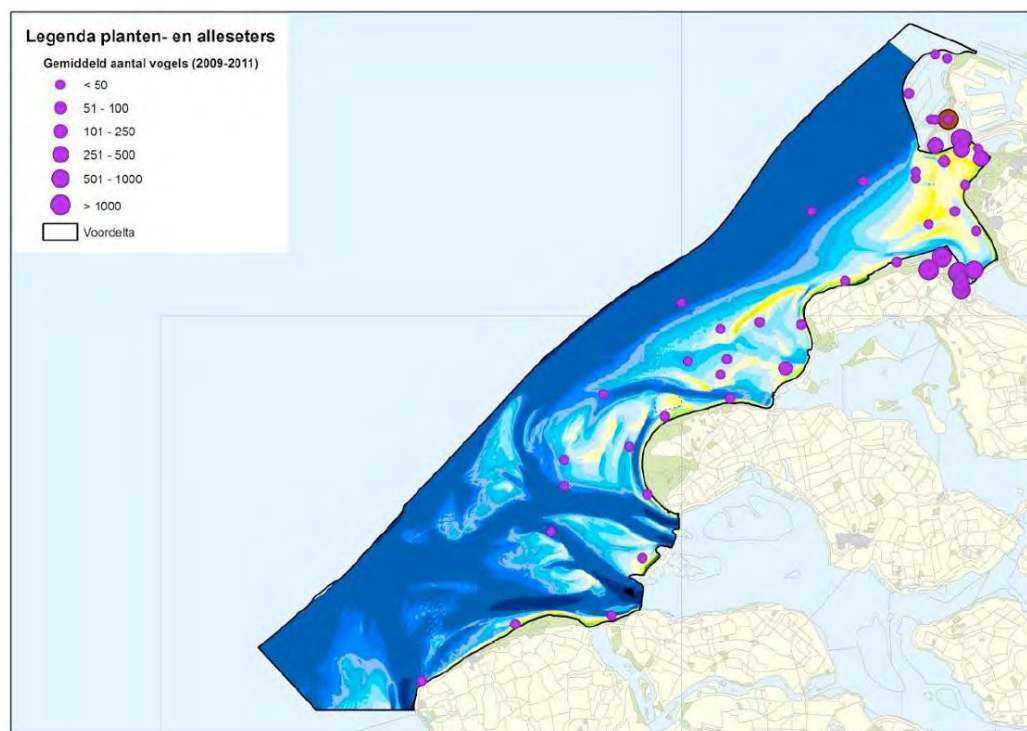 Legenda planten- en alleseters
Gemiddeld aantal vogels (2009-2011)
< 50
51 - 100
101 - 250
251 - 500
501 - 1000
> 1000
Voordelta